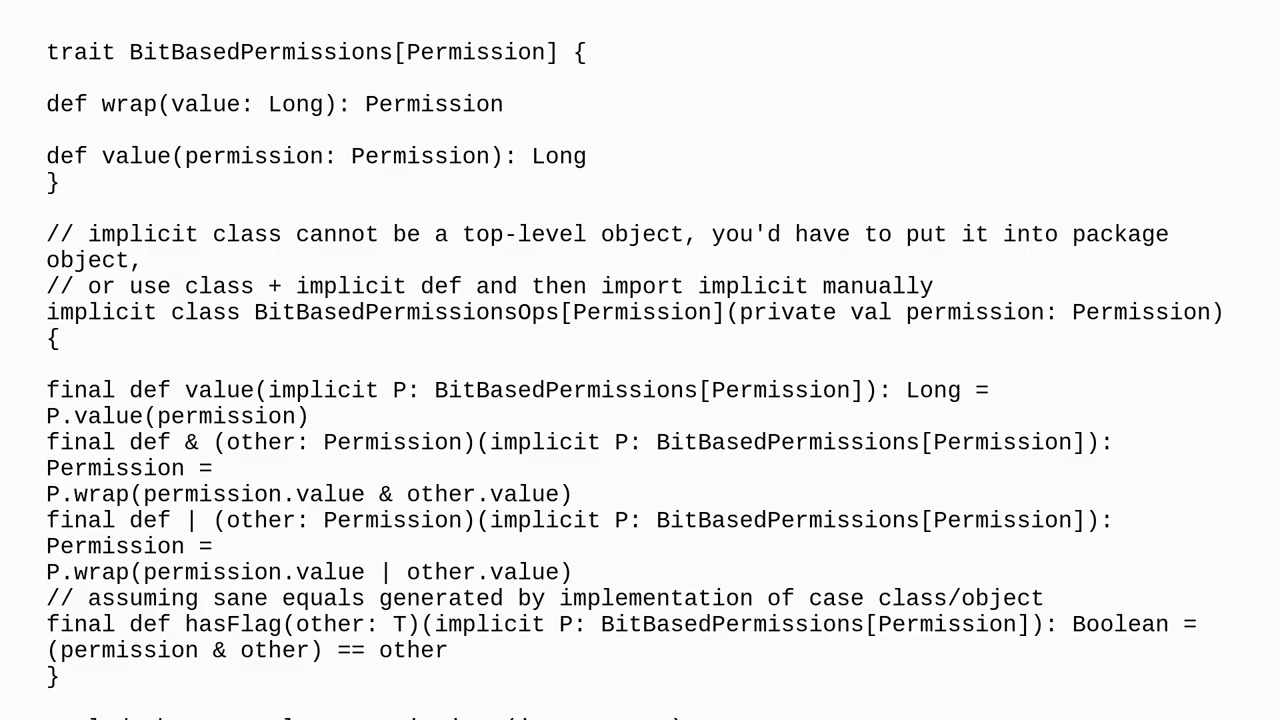 trait BitBasedPermissions[Permission] {
def wrap(value: Long): Permission
def value(permission: Permission): Long
}
// implicit class cannot be a top-level object, you'd have to put it into package
object,
// or use class + implicit def and then import implicit manually
implicit class BitBasedPermissionsOps[Permission](private val permission: Permission)
{
final def value(implicit P: BitBasedPermissions[Permission]): Long =
P.value(permission)
final def & (other: Permission)(implicit P: BitBasedPermissions[Permission]):
Permission =
P.wrap(permission.value & other.value)
final def | (other: Permission)(implicit P: BitBasedPermissions[Permission]):
Permission =
P.wrap(permission.value | other.value)
// assuming sane equals generated by implementation of case class/object
final def hasFlag(other: T)(implicit P: BitBasedPermissions[Permission]): Boolean =
(permission & other) == other
}